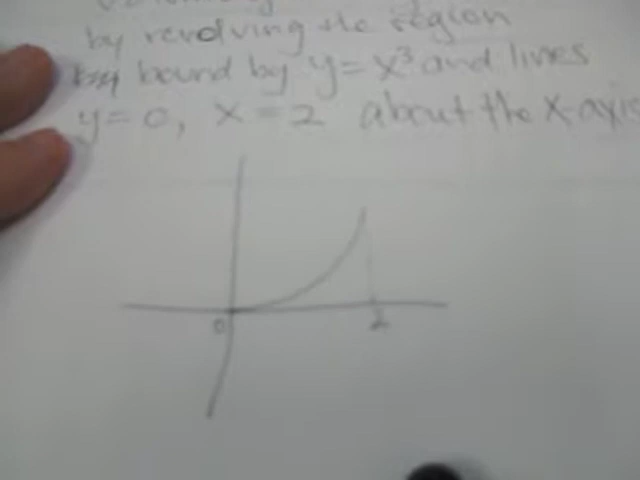 by revolving the region
bound by y=x³ and lines
y=0, x=2 about the x-axis
0
2